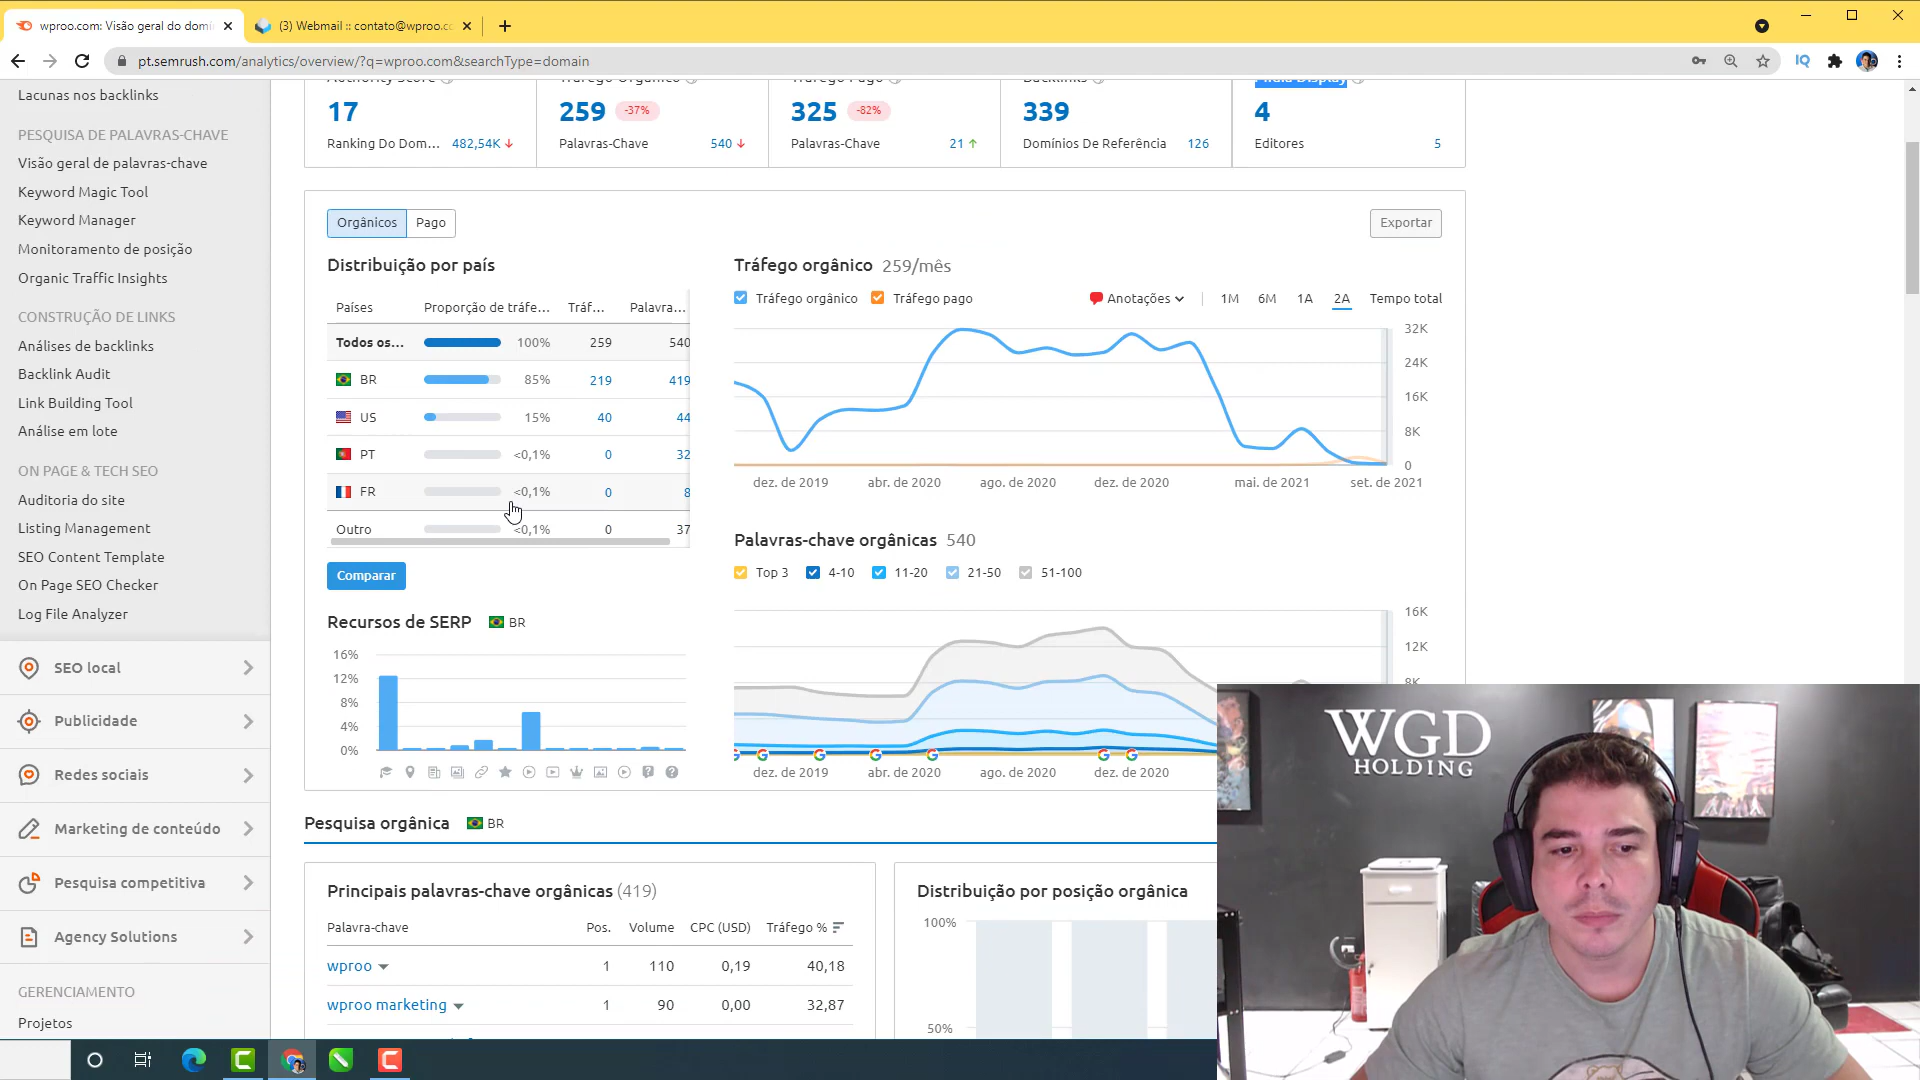 wproo.com: Visão geral do domí
(3) Webmail :: contato@wproo.c
pt.semrush.com/analytics/overview/?q=wproo.com&searchType=domain
IQ
Lacunas nos backlinks
PESQUISA DE PALAVRAS-CHAVE
Visão geral de palavras-chave
Keyword Magic Tool
Keyword Manager
Monitoramento de posição
Organic Traffic Insights
CONSTRUÇÃO DE LINKS
Análises de backlinks
Backlink Audit
Link Building Tool
Análise em lote
ON PAGE & TECH SEO
Auditoria do site
Listing Management
SEO Content Template
On Page SEO Checker
Log File Analyzer
SEO local
Publicidade
Redes sociais
Marketing de conteúdo
Pesquisa competitiva
Agency Solutions
GERENCIAMENTO
Projetos
Authority Score Tráfego Orgânico Tráfego Pago Backlinks Mídia Display
17 259 -37% 325 -82% 339 4
Ranking Do Dom... 482,54K Palavras-Chave 540 Palavras-Chave 21 Domínios De Referência 126 Editores 5
Orgânicos Pago Exportar
Distribuição por país
Países Proporção de tráfe... Tráf... Palavra...
Todos os... 100% 259 540
BR 85% 219 419
US 15% 40 44
PT <0,1% 0 32
FR <0,1% 0 8
Outro <0,1% 0 37
Comparar
Tráfego orgânico 259/mês
Tráfego orgânico Tráfego pago Anotações 1M 6M 1A 2A Tempo total
32K
24K
16K
8K
0
dez. de 2019 abr. de 2020 ago. de 2020 dez. de 2020 mai. de 2021 set. de 2021
Palavras-chave orgânicas 540
Top 3 4-10 11-20 21-50 51-100
16K
12K
8K
dez. de 2019 abr. de 2020 ago. de 2020 dez. de 2020
Recursos de SERP BR
16%
12%
8%
4%
0%
Pesquisa orgânica BR
Principais palavras-chave orgânicas (419)
Palavra-chave Pos. Volume CPC (USD) Tráfego %
wproo 1 110 0,19 40,18
wproo marketing 1 90 0,00 32,87
Distribuição por posição orgânica
100%
50%
WGD
HOLDING